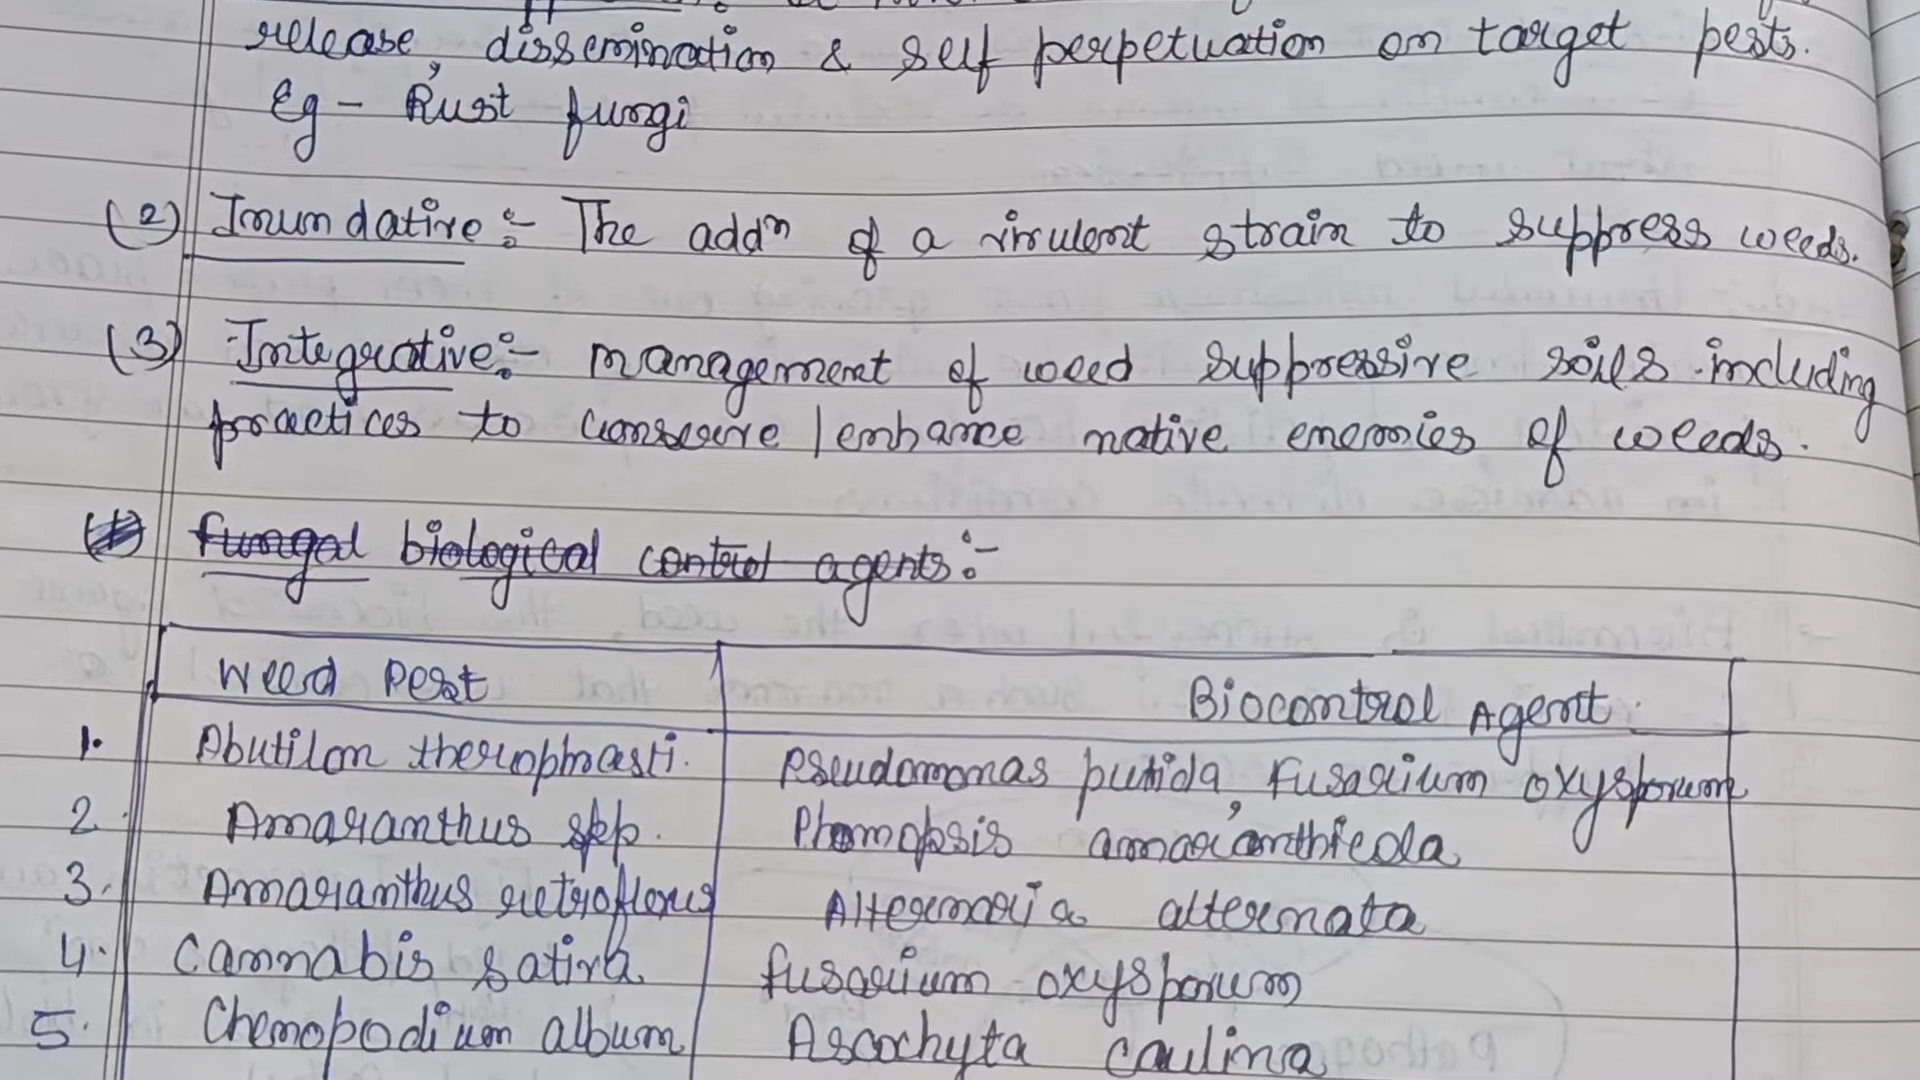 release, dissemination & self perpetuation on target pests.
Eg - Rust fungi
(2) Inundative :- The addn of a virulent strain to suppress weeds.
(3) Integrative :- management of weed suppressive soils including
practices to conserve / enhance native enemies of weeds.
fungal biological control agents :-
Weed Pest Biocontrol Agent
1. Abutilon theriophrasti. Pseudomonas putida, Fusarium oxysporum
2. Amaranthus spp. Phomopsis amaranthicola
3. Amaranthus retroflexus Alternaria alternata
4. Cannabis sativa fusarium oxysporum
5. Chenopodium album Ascochyta caulina